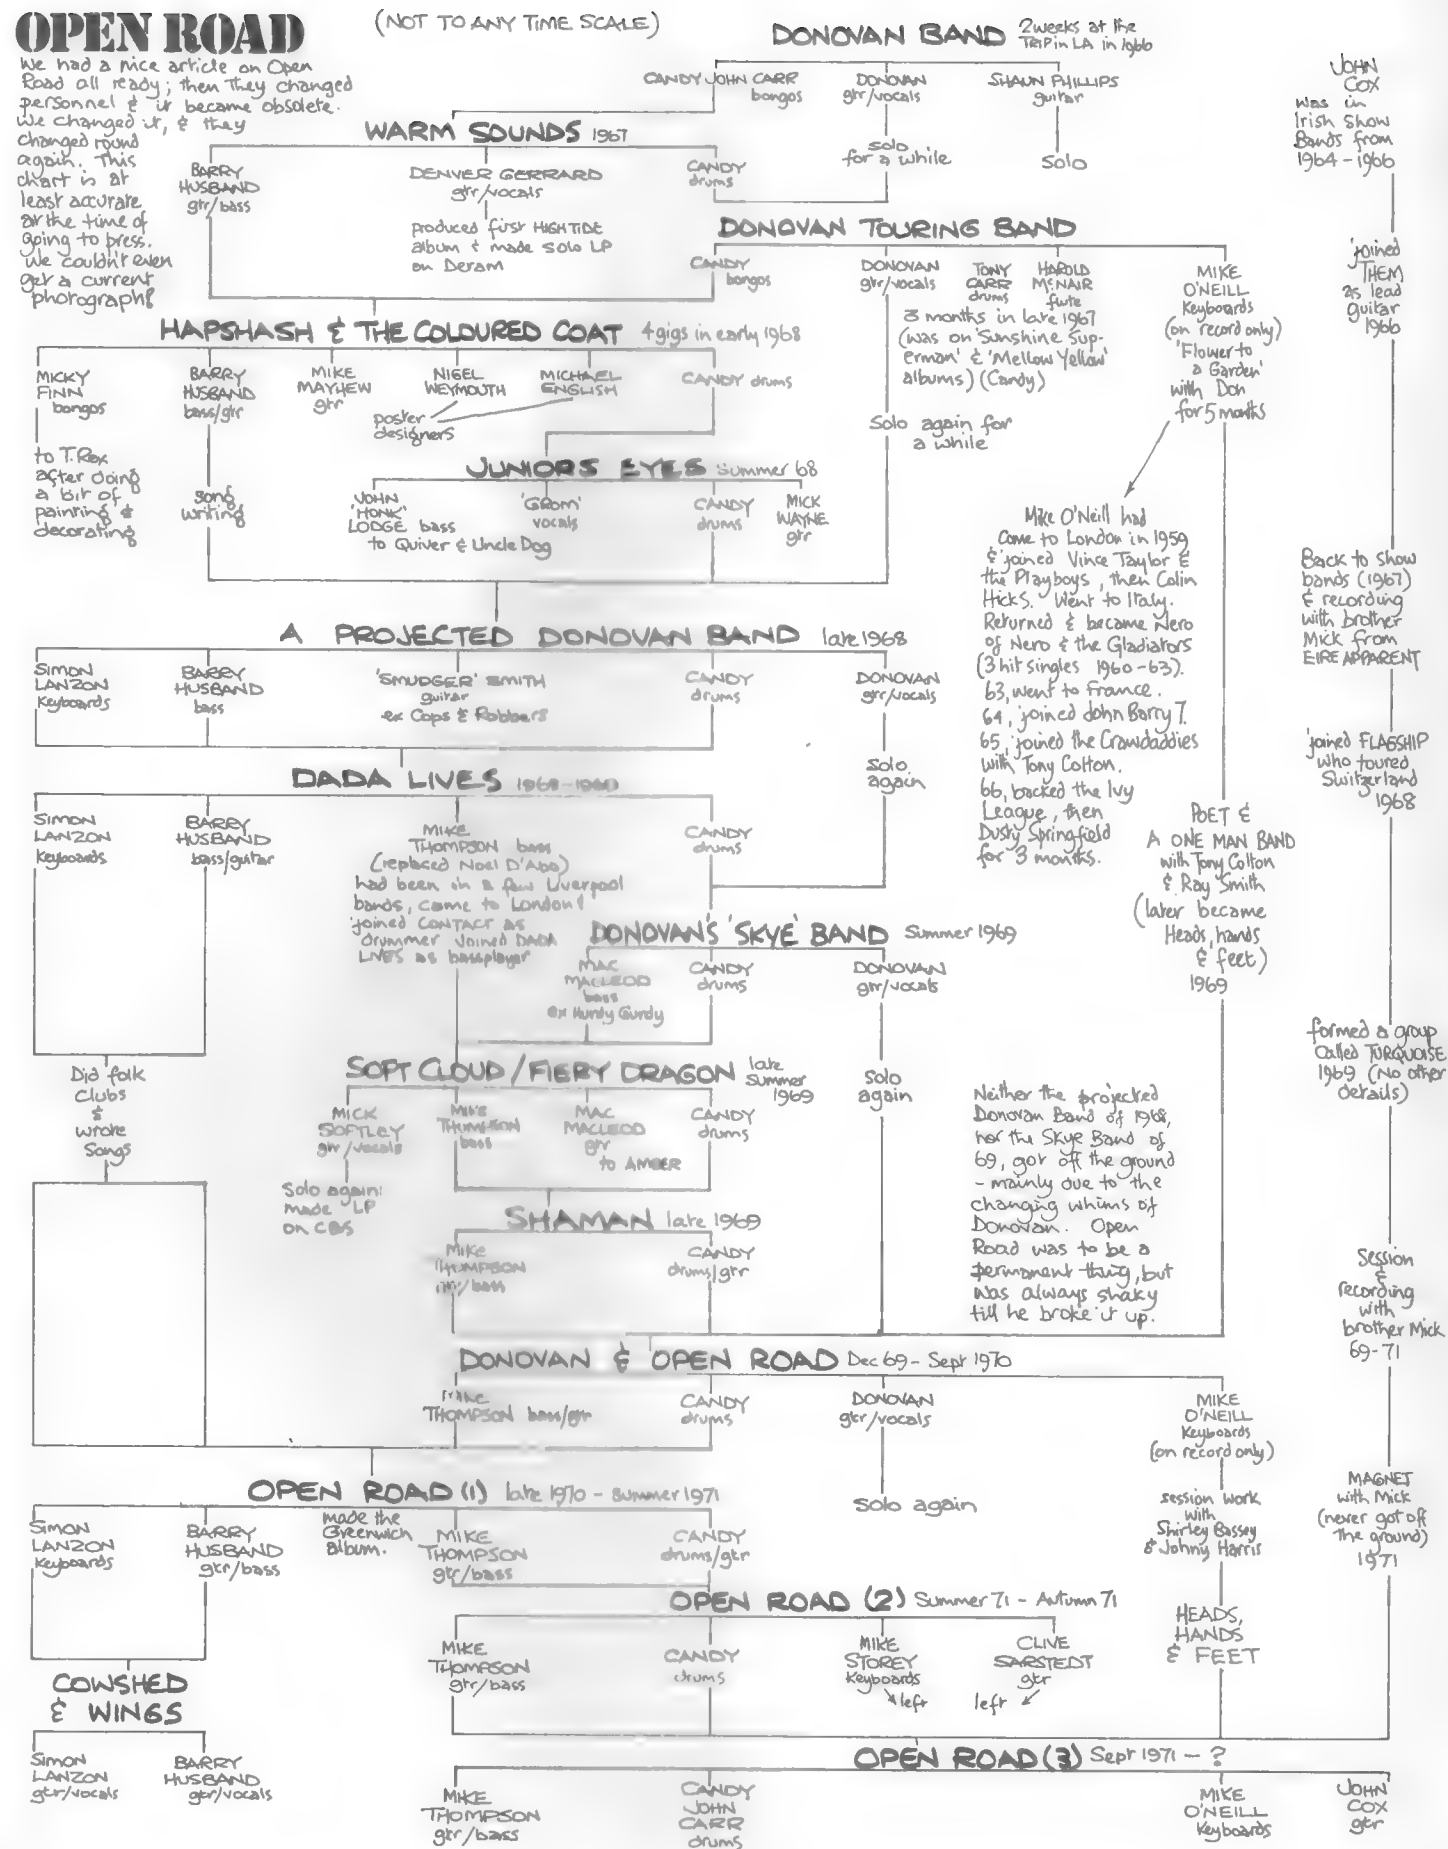 OPEN ROAD
(NOT TO ANY TIME SCALE)
We had a nice article on Open
Road all ready; then they changed
personnel & it became obsolete.
We changed it, & they
changed round
again. This
chart is at
least accurate
at the time of
going to press.
We couldn't even
get a current
photograph!
DONOVAN BAND
2 weeks at the
TRIP in LA in 1966
CANDY JOHN CARR
bongos
DONOVAN
gtr/vocals
solo
for a while
SHAUN PHILLIPS
guitar
solo
JOHN
COX
was in
Irish Show
Bands from
1964-1966
WARM SOUNDS 1967
BARRY
HUSBAND
gtr/bass
DENVER GERRARD
gtr/vocals
produced first HIGH TIDE
album & made solo LP
on Deram
CANDY
drums
DONOVAN TOURING BAND
CANDY
bongos
DONOVAN
gtr/vocals
TONY
CARR
drums
HAROLD
McNAIR
flute
3 months in late 1967
(was on 'Sunshine Sup-
erman' & 'Mellow Yellow'
albums) (Candy)
Solo again for
a while
MIKE
O'NEILL
Keyboards
(on record only)
'Flower to
a Garden'
with Don
for 5 months
joined
THEM
as lead
guitar
1966
HAPSHASH & THE COLOURED COAT 4 gigs in early 1968
MICKY
FINN
bongos
to T.Rex
after doing
a bit of
painting &
decorating
BARRY
HUSBAND
bass/gtr
song
writing
MIKE
MAYHEW
gtr
NIGEL
WEYMOUTH
MICHAEL
ENGLISH
poster
designers
CANDY drums
JUNIORS EYES Summer 68
JOHN
'HONK'
LODGE bass
to Quiver & Uncle Dog
'GROM'
vocals
CANDY
drums
MICK
WAYNE
gtr
Mike O'Neill had
Come to London in 1959
& joined Vince Taylor &
the Playboys, then Colin
Hicks. Went to Italy.
Returned & became Nero
of Nero & the Gladiators
(3 hit singles 1960-63).
63, went to France.
64, joined John Barry 7.
65, joined the Crawdaddies
with Tony Colton.
66, backed the Ivy
League, then
Dusty Springfield
for 3 months.
Back to show
bands (1967)
& recording
with brother
Mick from
EIRE APPARENT
A PROJECTED DONOVAN BAND late 1968
SIMON
LANZON
Keyboards
BARRY
HUSBAND
bass
'SMUDGER' SMITH
guitar
ex Cops & Robbers
CANDY
drums
DONOVAN
gtr/vocals
solo
again
joined FLAGSHIP
who toured
Switzerland
1968
DADA LIVES
SIMON
LANZON
Keyboards
BARRY
HUSBAND
bass/guitar
MIKE
THOMPSON bass
(replaced Noel D'Abo)
had been in a few Liverpool
bands, came to London &
joined CONTACT as
drummer Joined DADA
LIVES as bassplayer
CANDY
drums
POET &
A ONE MAN BAND
with Tony Colton
& Ray Smith
(later became
Heads, hands
& feet)
1969
DONOVAN'S 'SKYE' BAND Summer 1969
MAC
MACLEOD
bass
ex Hurdy Gurdy
CANDY
drums
DONOVAN
gtr/vocals
solo
again
formed a group
Called TURQUOISE
1969 (No other
details)
Did folk
Clubs
&
wrote
Songs
SOFT CLOUD/FIERY DRAGON late
Summer
1969
MICK
SOFTLEY
gtr/vocals
Solo again:
made LP
on CBS
MIKE
THOMPSON
bass
MAC
MACLEOD
gtr
to AMBER
CANDY
drums
Neither the projected
Donovan Band of 1968,
nor the Skye Band of
69, got off the ground
- mainly due to the
changing whims of
Donovan. Open
Road was to be a
permanent thing, but
was always shaky
till he broke it up.
SHAMAN late 1969
MIKE
THOMPSON
gtr/bass
CANDY
drums/gtr
Session
&
recording
with
brother Mick
69-71
DONOVAN & OPEN ROAD Dec 69 - Sept 1970
MIKE
THOMPSON bass/gtr
CANDY
drums
DONOVAN
gtr/vocals
solo again
MIKE
O'NEILL
Keyboards
(on record only)
session work
with
Shirley Bassey
& Johnny Harris
HEADS,
HANDS
& FEET
MAGNET
with Mick
(never got off
the ground)
1971
OPEN ROAD (1) late 1970 - Summer 1971
SIMON
LANZON
Keyboards
BARRY
HUSBAND
gtr/bass
made the
Greenwich
album.
MIKE
THOMPSON
gtr/bass
CANDY
drums/gtr
OPEN ROAD (2) Summer 71 - Autumn 71
MIKE
THOMPSON
gtr/bass
CANDY
drums
MIKE
STOREY
Keyboards
left
CLIVE
SARSTEDT
gtr
left
COWSHED
& WINGS
SIMON
LANZON
gtr/vocals
BARRY
HUSBAND
gtr/vocals
OPEN ROAD (3) Sept 1971 - ?
MIKE
THOMPSON
gtr/bass
CANDY
JOHN
CARR
drums
MIKE
O'NEILL
Keyboards
JOHN
COX
gtr